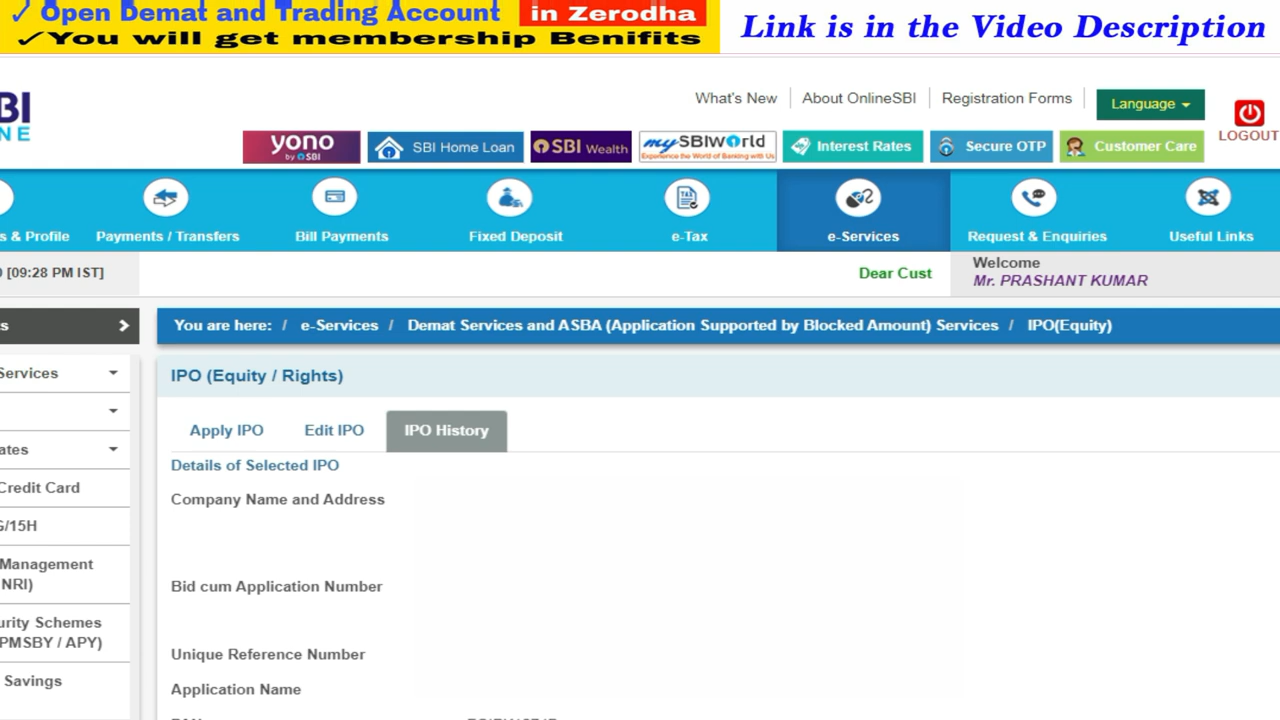 ✓ Open Demat and Trading Account in Zerodha
✓You will get membership Benifits
Link is in the Video Description
BI
NE
What's New
About OnlineSBI
Registration Forms
Language
LOGOUT
yono
by SBI
SBI Home Loan
SBI Wealth
my SBIWorld
Experience the World of Banking with Us
Interest Rates
Secure OTP
Customer Care
s & Profile
Payments / Transfers
Bill Payments
Fixed Deposit
TAX
e-Tax
e-Services
Request & Enquiries
Useful Links
[09:28 PM IST]
Dear Cust
Welcome
Mr. PRASHANT KUMAR
s
You are here: / e-Services / Demat Services and ASBA (Application Supported by Blocked Amount) Services / IPO(Equity)
Services
ates
Credit Card
G/15H
Management
NRI)
urity Schemes
PMSBY / APY)
Savings
IPO (Equity / Rights)
Apply IPO
Edit IPO
IPO History
Details of Selected IPO
Company Name and Address
Bid cum Application Number
Unique Reference Number
Application Name